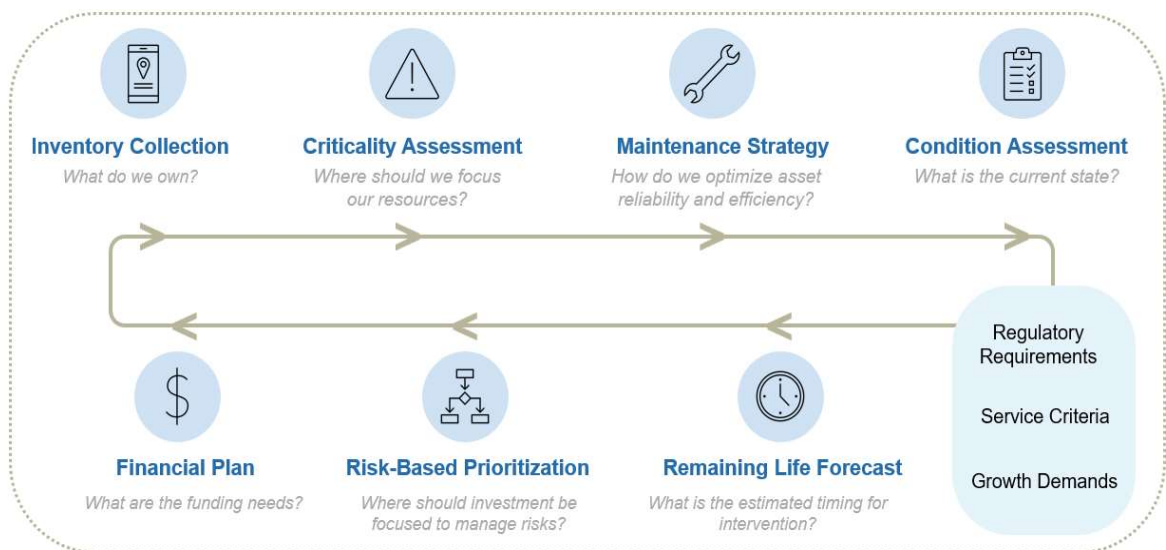 Inventory Collection
What do we own?
Criticality Assessment
Where should we focus
our resources?
Maintenance Strategy
How do we optimize asset
reliability and efficiency?
Condition Assessment
What is the current state?
Regulatory
Requirements
Service Criteria
Growth Demands
Financial Plan
What are the funding needs?
Risk-Based Prioritization
Where should investment be
focused to manage risks?
Remaining Life Forecast
What is the estimated timing for
intervention?